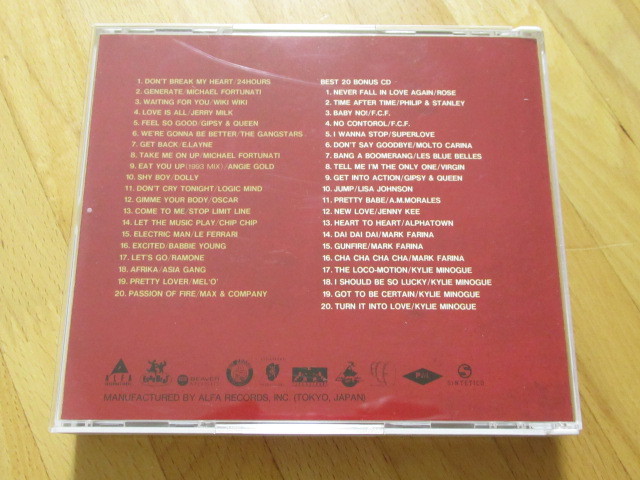 1. DON'T BREAK MY HEART/24HOURS
2. GENERATE/MICHAEL FORTUNATI
3. WAITING FOR YOU/WIKI WIKI
4. LOVE IS ALL/JERRY MILK
5. FEEL SO GOOD/GIPSY & QUEEN
6. WE'RE GONNA BE BETTER/THE GANGSTARS
7. GET BACK/E.LAYNE
8. TAKE ME ON UP/MICHAEL FORTUNATI
9. EAT YOU UP(1993 MIX)/ANGIE GOLD
10. SHY BOY/DOLLY
11. DON'T CRY TONIGHT/LOGIC MIND
12. GIMME YOUR BODY/OSCAR
13. COME TO ME/STOP LIMIT LINE
14. LET THE MUSIC PLAY/CHIP CHIP
15. ELECTRIC MAN/LE FERRARI
16. EXCITED/BABBIE YOUNG
17. LET'S GO/RAMONE
18. AFRIKA/ASIA GANG
19. PRETTY LOVER/MEL'O'
20. PASSION OF FIRE/MAX & COMPANY
BEST 20 BONUS CD
1. NEVER FALL IN LOVE AGAIN/ROSE
2. TIME AFTER TIME/PHILIP & STANLEY
3. BABY NO!/F.C.F.
4. NO CONTOROL/F.C.F.
5. I WANNA STOP/SUPERLOVE
6. DON'T SAY GOODBYE/MOLTO CARINA
7. BANG A BOOMERANG/LES BLUE BELLES
8. TELL ME I'M THE ONLY ONE/VIRGIN
9. GET INTO ACTION/GIPSY & QUEEN
10. JUMP/LISA JOHNSON
11. PRETTY BABE/A.M.MORALES
12. NEW LOVE/JENNY KEE
13. HEART TO HEART/ALPHATOWN
14. DAI DAI DAI/MARK FARINA
15. GUNFIRE/MARK FARINA
16. CHA CHA CHA CHA/MARK FARINA
17. THE LOCO-MOTION/KYLIE MINOGUE
18. I SHOULD BE SO LUCKY/KYLIE MINOGUE
19. GOT TO BE CERTAIN/KYLIE MINOGUE
20. TURN IT INTO LOVE/KYLIE MINOGUE
ALFA
SINTETICO
MANUFACTURED BY ALFA RECORDS, INC. (TOKYO, JAPAN)